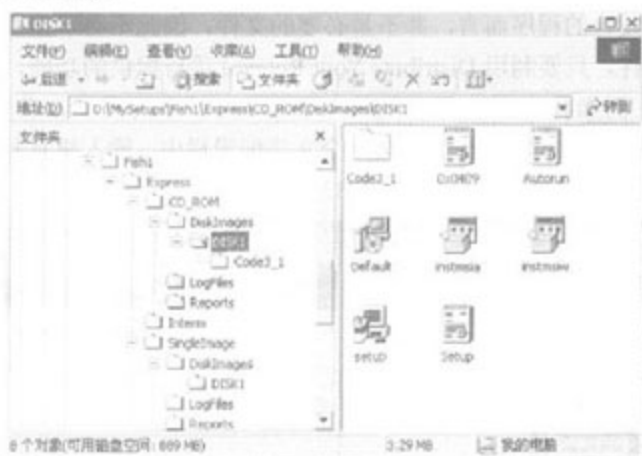 DISK1
文件(F) 编辑(E) 查看(V) 收藏(A) 工具(T) 帮助(H)
后退 搜索 文件夹
地址(D) D:\MySetups\Fish1\Express\CD_ROM\DiskImages\DISK1 转到
文件夹
Fish1
Express
CD_ROM
DiskImages
DISK1
Code3_1
LogFiles
Reports
Interm
SingleImage
DiskImages
DISK1
LogFiles
Reports
Code3_1 0x0409 Autorun
Default instmsia instmsiw
setup Setup
8 个对象(可用磁盘空间: 889 MB) 3.29 MB 我的电脑